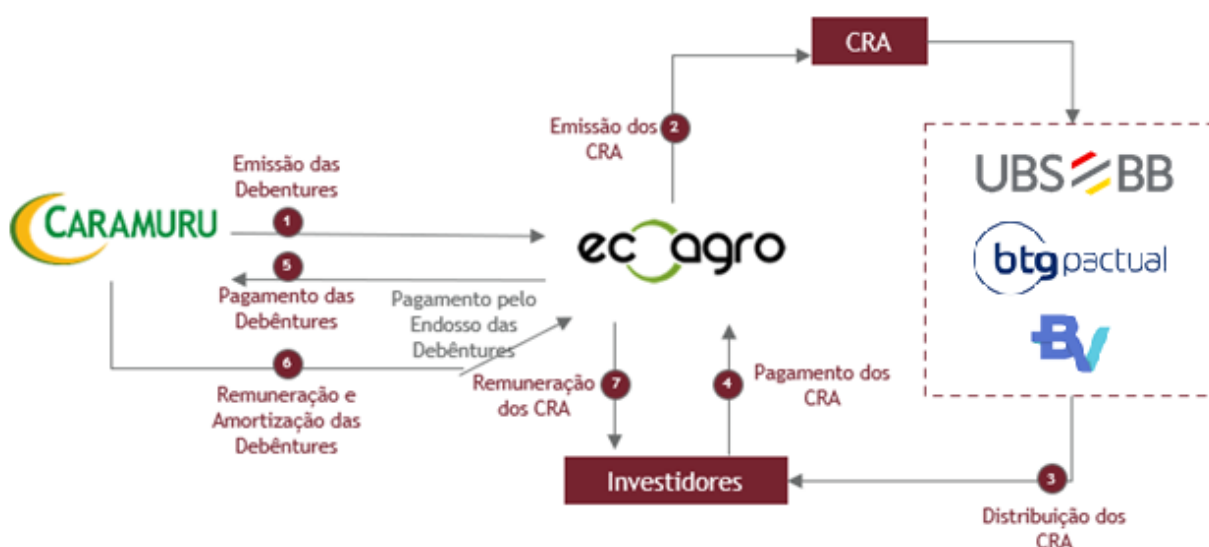 CRA
Emissão dos
CRA
2
UBS BB
Emissão das
Debentures
CARAMURU
1
ecoagro
btg pactual
5
Pagamento das
Debêntures
Pagamento pelo
Endosso das
Debêntures
BV
6
Remuneração e
Amortização das
Debêntures
Remuneração
dos CRA
7
4
Pagamento dos
CRA
Investidores
3
Distribuição dos
CRA